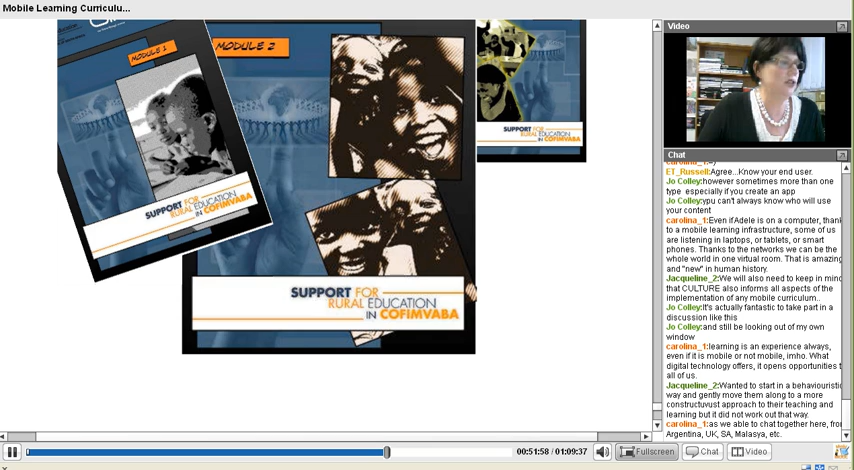 Mobile Learning Curriculu...
MODULE 1
MODULE 2
SUPPORT FOR
RURAL EDUCATION
IN COFIMVABA
SUPPORT FOR
RURAL EDUCATION
IN COFIMVABA
SUPPORT FOR
RURAL EDUCATION
IN COFIMVABA
Video
Chat
carolina_1:=)
ET_Russell:Agree...Know your end user.
Jo Colley:however sometimes more than one
type especially if you create an app
Jo Colley:ypu can't always know who will use
your content
carolina_1:Even if Adele is on a computer, thank
to a mobile learning infrastructure, some of us
are listening in laptops, or tablets, or smart
phones. Thanks to the networks we can be the
whole world in one virtual room. That is amazing
and "new" in human history.
Jacqueline_2:We will also need to keep in mind
that CULTURE also informs all aspects of the
implementation of any mobile curriculum..
Jo Colley:it's actually fantastic to take part in a
discussion like this
Jo Colley:and still be looking out of my own
window
carolina_1:learning is an experience always,
even if it is mobile or not mobile, imho. What
digital technology offers, it opens opportunities t
all of us.
Jacqueline_2:Wanted to start in a behaviouristic
way and gently move them along to a more
constructuvust approach to their teaching and
learning but it did not work out that way.
carolina_1:as we able to chat together here, fro
Argentina, UK, SA, Malasya, etc.
00:51:58 / 01:09:37
Fullscreen
Chat
Video